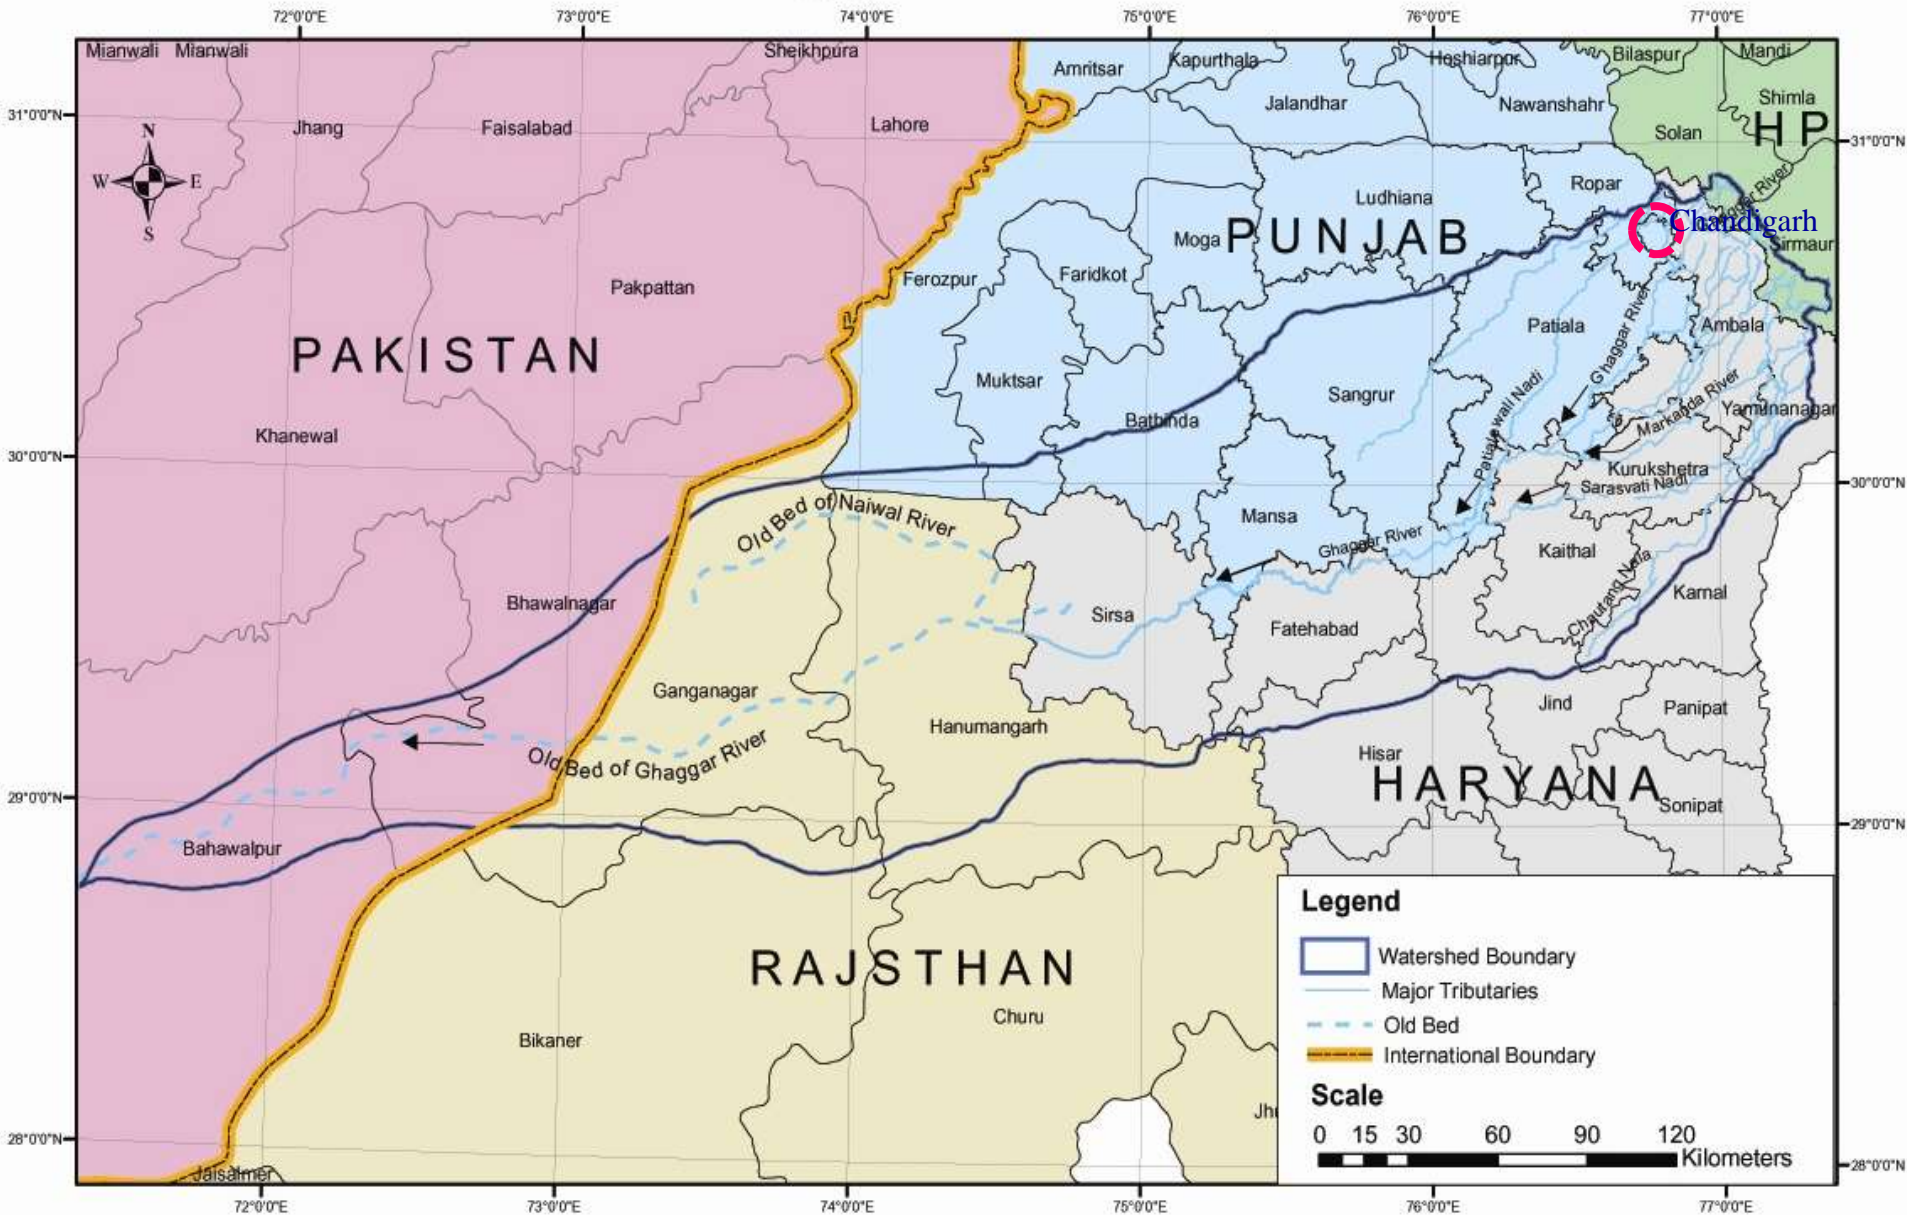 72°0'0"E 73°0'0"E 74°0'0"E 75°0'0"E 76°0'0"E 77°0'0"E
Mianwali Mianwali Sheikhpura Amritsar Kapurthala Hoshiarpur Bilaspur Mandi
31°0'0"N Jhang Faisalabad Lahore Jalandhar Nawanshahr Solan Shimla
HP
31°0'0"N
N
W E
S
Ropar
Ludhiana
River
Chandigarh
Moga PUNJAB
Sirmaur
Pakpattan Ferozpur Faridkot
Patiala Ghaggar River Ambala
PAKISTAN
Muktsar Sangrur
Patialewali Nadi Markanda River
Bathinda Yamunanagar
Khanewal
30°0'0"N
Kurukshetra
Sarasvati Nadi
30°0'0"N
Old Bed of Naiwal River
Mansa Ghaggar River Kaithal
Chautang Nala
Karnal
Bhawalnagar Sirsa Fatehabad
Ganganagar Hanumangarh Jind Panipat
Old Bed of Ghaggar River
Hisar
HARYANA
Sonipat
29°0'0"N 29°0'0"N
Bahawalpur
RAJSTHAN
Churu
Bikaner
Jhu
28°0'0"N 28°0'0"N
Jaisalmer
Legend
Watershed Boundary
Major Tributaries
Old Bed
International Boundary
Scale
0 15 30 60 90 120
Kilometers
72°0'0"E 73°0'0"E 74°0'0"E 75°0'0"E 76°0'0"E 77°0'0"E